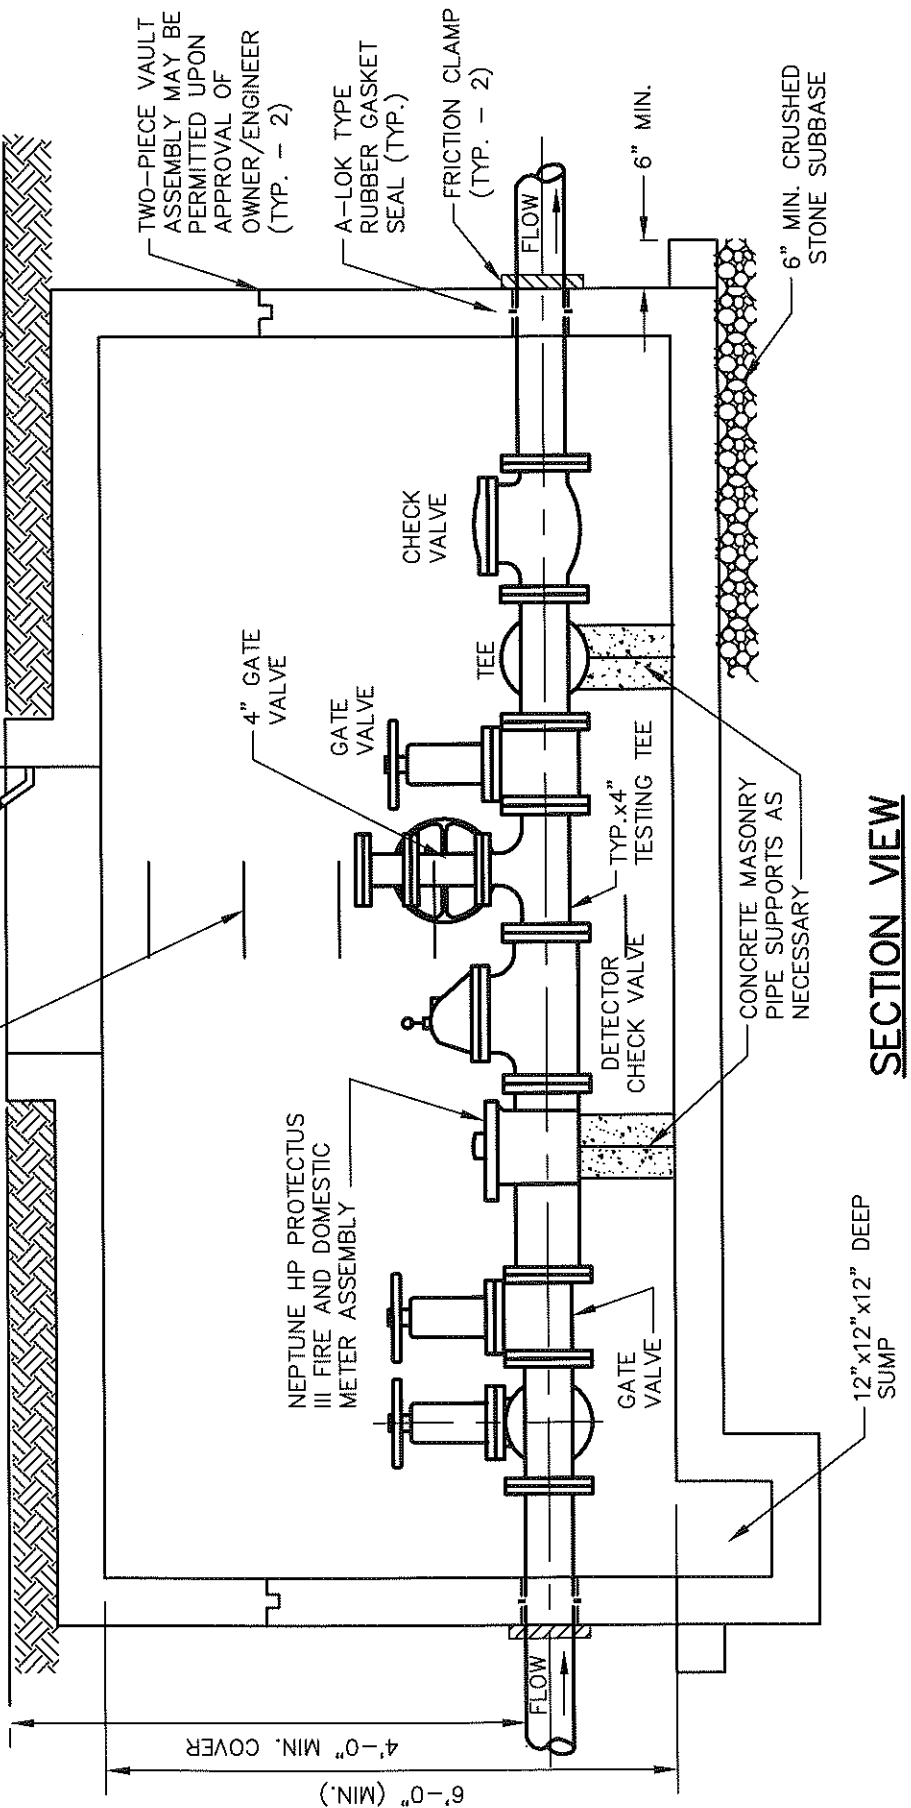 TWO-PIECE VAULT
ASSEMBLY MAY BE
PERMITTED UPON
APPROVAL OF
OWNER/ENGINEER
(TYP. - 2)
A-LOK TYPE
RUBBER GASKET
SEAL (TYP.)
FRICTION CLAMP
(TYP. - 2)
FLOW
6" MIN.
6" MIN. CRUSHED
STONE SUBBASE
CHECK
VALVE
4" GATE
VALVE
GATE
VALVE
TEE
TYP.x4"
TESTING TEE
DETECTOR
CHECK VALVE
CONCRETE MASONRY
PIPE SUPPORTS AS
NECESSARY
NEPTUNE HP PROTECTUS
III FIRE AND DOMESTIC
METER ASSEMBLY
GATE
VALVE
12"x12"x12" DEEP
SUMP
FLOW
4'-0" MIN. COVER
6'-0" (MIN.)
SECTION VIEW